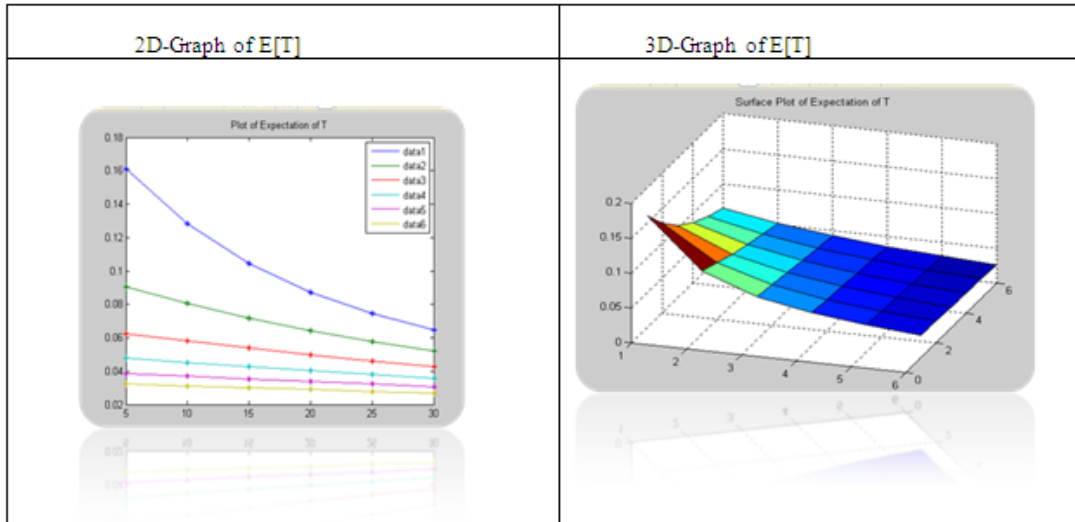 2D-Graph of E[T]
3D-Graph of E[T]
Plot of Expectation of T
0.18
0.16
0.14
0.12
0.1
0.08
0.06
0.04
0.02
5 10 15 20 25 30
data1
data2
data3
data4
data5
data6
Surface Plot of Expectation of T
0.2
0.15
0.1
0.05
0
1 2 3 4 5 6
0 2 4 6